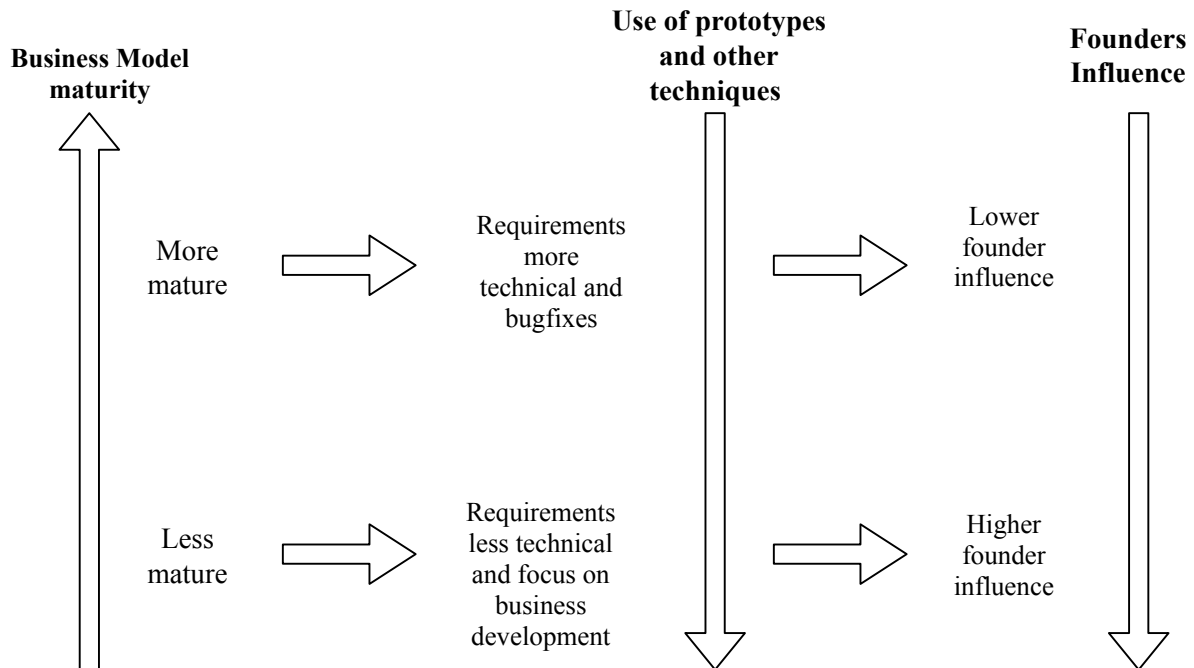 Business Model
maturity
Use of prototypes
and other
techniques
Founders
Influence
More
mature
Requirements
more
technical and
bugfixes
Lower
founder
influence
Less
mature
Requirements
less technical
and focus on
business
development
Higher
founder
influence